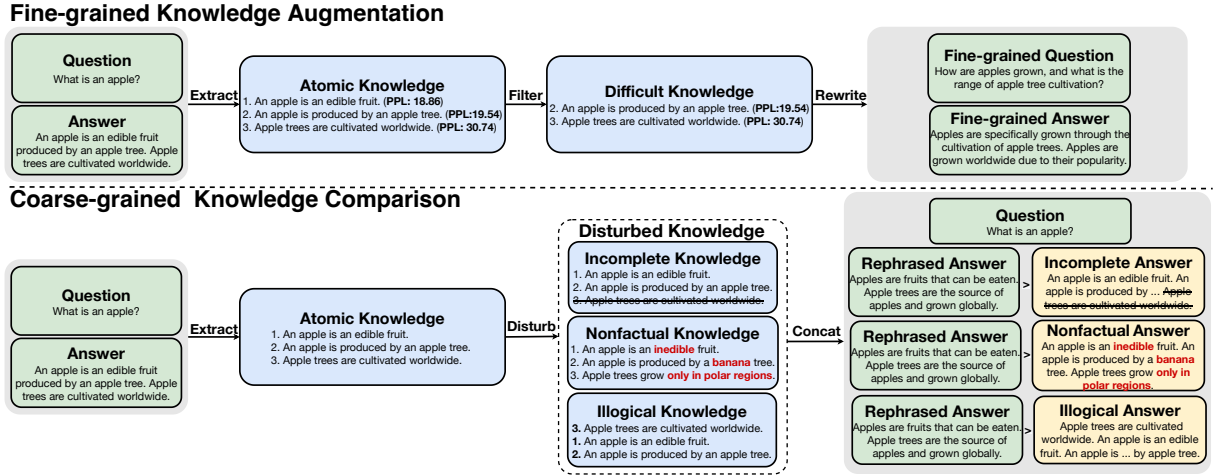 Fine-grained Knowledge Augmentation
Question
What is an apple?
Answer
An apple is an edible fruit
produced by an apple tree. Apple
trees are cultivated worldwide.
Extract
Atomic Knowledge
1. An apple is an edible fruit. (PPL: 18.86)
2. An apple is produced by an apple tree. (PPL:19.54)
3. Apple trees are cultivated worldwide. (PPL: 30.74)
Filter
Difficult Knowledge
2. An apple is produced by an apple tree. (PPL:19.54)
3. Apple trees are cultivated worldwide. (PPL: 30.74)
Rewrite
Fine-grained Question
How are apples grown, and what is the
range of apple tree cultivation?
Fine-grained Answer
Apples are specifically grown through the
cultivation of apple trees. Apples are
grown worldwide due to their popularity.
Coarse-grained Knowledge Comparison
Question
What is an apple?
Answer
An apple is an edible fruit
produced by an apple tree. Apple
trees are cultivated worldwide.
Extract
Atomic Knowledge
1. An apple is an edible fruit.
2. An apple is produced by an apple tree.
3. Apple trees are cultivated worldwide.
Disturb
Disturbed Knowledge
Incomplete Knowledge
1. An apple is an edible fruit.
2. An apple is produced by an apple tree.
3. Apple trees are cultivated worldwide.
Nonfactual Knowledge
1. An apple is an inedible fruit.
2. An apple is produced by a banana tree.
3. Apple trees grow only in polar regions.
Illogical Knowledge
3. Apple trees are cultivated worldwide.
1. An apple is an edible fruit.
2. An apple is produced by an apple tree.
Concat
Question
What is an apple?
Rephrased Answer
Apples are fruits that can be eaten.
Apple trees are the source of
apples and grown globally.
>
Incomplete Answer
An apple is an edible fruit. An
apple is produced by ... Apple
trees are cultivated worldwide.
Rephrased Answer
Apples are fruits that can be eaten.
Apple trees are the source of
apples and grown globally.
>
Nonfactual Answer
An apple is an inedible fruit. An
apple is produced by a banana
tree. Apple trees grow only in
polar regions.
Rephrased Answer
Apples are fruits that can be eaten.
Apple trees are the source of
apples and grown globally.
>
Illogical Answer
Apple trees are cultivated
worldwide. An apple is an edible
fruit. An apple is ... by apple tree.